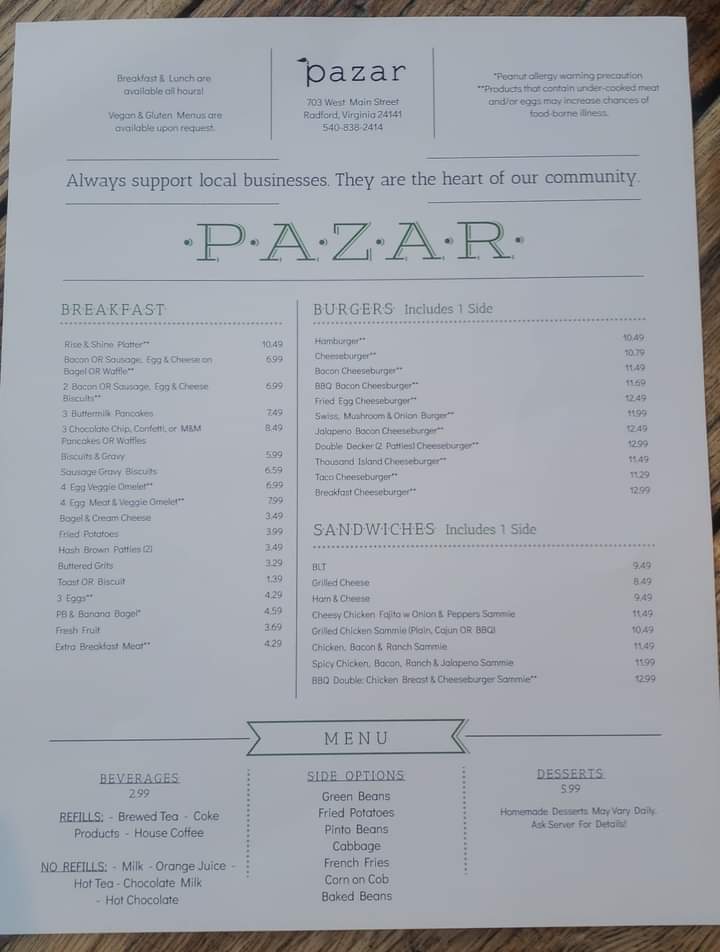 Breakfast & Lunch are
available all hours!
Vegan & Gluten Menus are
available upon request.
pazar
703 West Main Street
Radford, Virginia 24141
540-838-2414
*Peanut allergy warning precaution
**Products that contain under-cooked meat
and/or eggs may increase chances of
food-borne illness.
Always support local businesses. They are the heart of our community.
·P·A·Z·A·R·
BREAKFAST
Rise & Shine Platter** 10.49
Bacon OR Sausage, Egg & Cheese on 6.99
Bagel OR Waffle**
2 Bacon OR Sausage, Egg & Cheese 6.99
Biscuits**
3 Buttermilk Pancakes 7.49
3 Chocolate Chip, Confetti, or M&M 8.49
Pancakes OR Waffles
Biscuits & Gravy 5.99
Sausage Gravy Biscuits 6.59
4 Egg Veggie Omelet** 6.99
4 Egg Meat & Veggie Omelet** 7.99
Bagel & Cream Cheese 3.49
Fried Potatoes 3.99
Hash Brown Patties (2) 3.49
Buttered Grits 3.29
Toast OR Biscuit 1.39
3 Eggs** 4.29
PB & Banana Bagel* 4.59
Fresh Fruit 3.69
Extra Breakfast Meat** 4.29
BURGERS Includes 1 Side
Hamburger** 10.49
Cheeseburger** 10.79
Bacon Cheeseburger** 11.49
BBQ Bacon Cheesburger** 11.69
Fried Egg Cheeseburger** 12.49
Swiss, Mushroom & Onion Burger** 11.99
Jalapeno Bacon Cheeseburger** 12.49
Double Decker (2 Patties) Cheeseburger** 12.99
Thousand Island Cheeseburger** 11.49
Taco Cheeseburger** 11.29
Breakfast Cheeseburger** 12.99
SANDWICHES Includes 1 Side
BLT 9.49
Grilled Cheese 8.49
Ham & Cheese 9.49
Cheesy Chicken Fajita w Onion & Peppers Sammie 11.49
Grilled Chicken Sammie (Plain, Cajun OR BBQ) 10.49
Chicken, Bacon & Ranch Sammie 11.49
Spicy Chicken, Bacon, Ranch & Jalapeno Sammie 11.99
BBQ Double: Chicken Breast & Cheeseburger Sammie** 12.99
MENU
BEVERAGES
2.99
REFILLS: - Brewed Tea - Coke
Products - House Coffee
NO REFILLS: - Milk - Orange Juice -
Hot Tea - Chocolate Milk
- Hot Chocolate
SIDE OPTIONS
Green Beans
Fried Potatoes
Pinto Beans
Cabbage
French Fries
Corn on Cob
Baked Beans
DESSERTS
5.99
Homemade Desserts May Vary Daily.
Ask Server For Details!